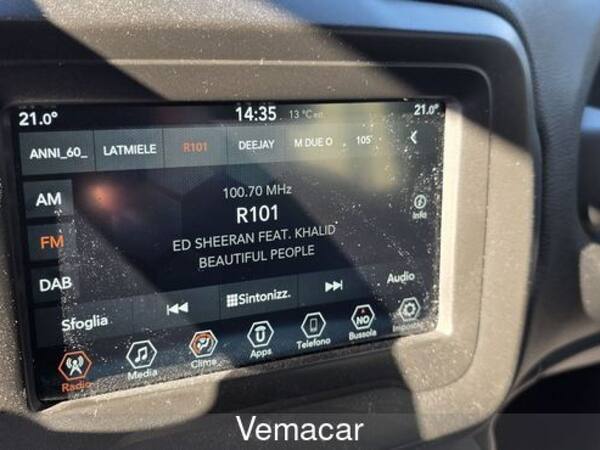 21.0°
14:35
13 °C est.
21.0°
ANNI_60_
LATMIELE
R101
DEEJAY
M DUE O
105'
AM
100.70 MHz
Info
R101
FM
ED SHEERAN FEAT. KHALID
BEAUTIFUL PEOPLE
DAB
Sfoglia
Sintonizz.
Audio
Radio
Media
Clima
Apps
Telefono
NO
Bussola
Impostaz.
Vemacar